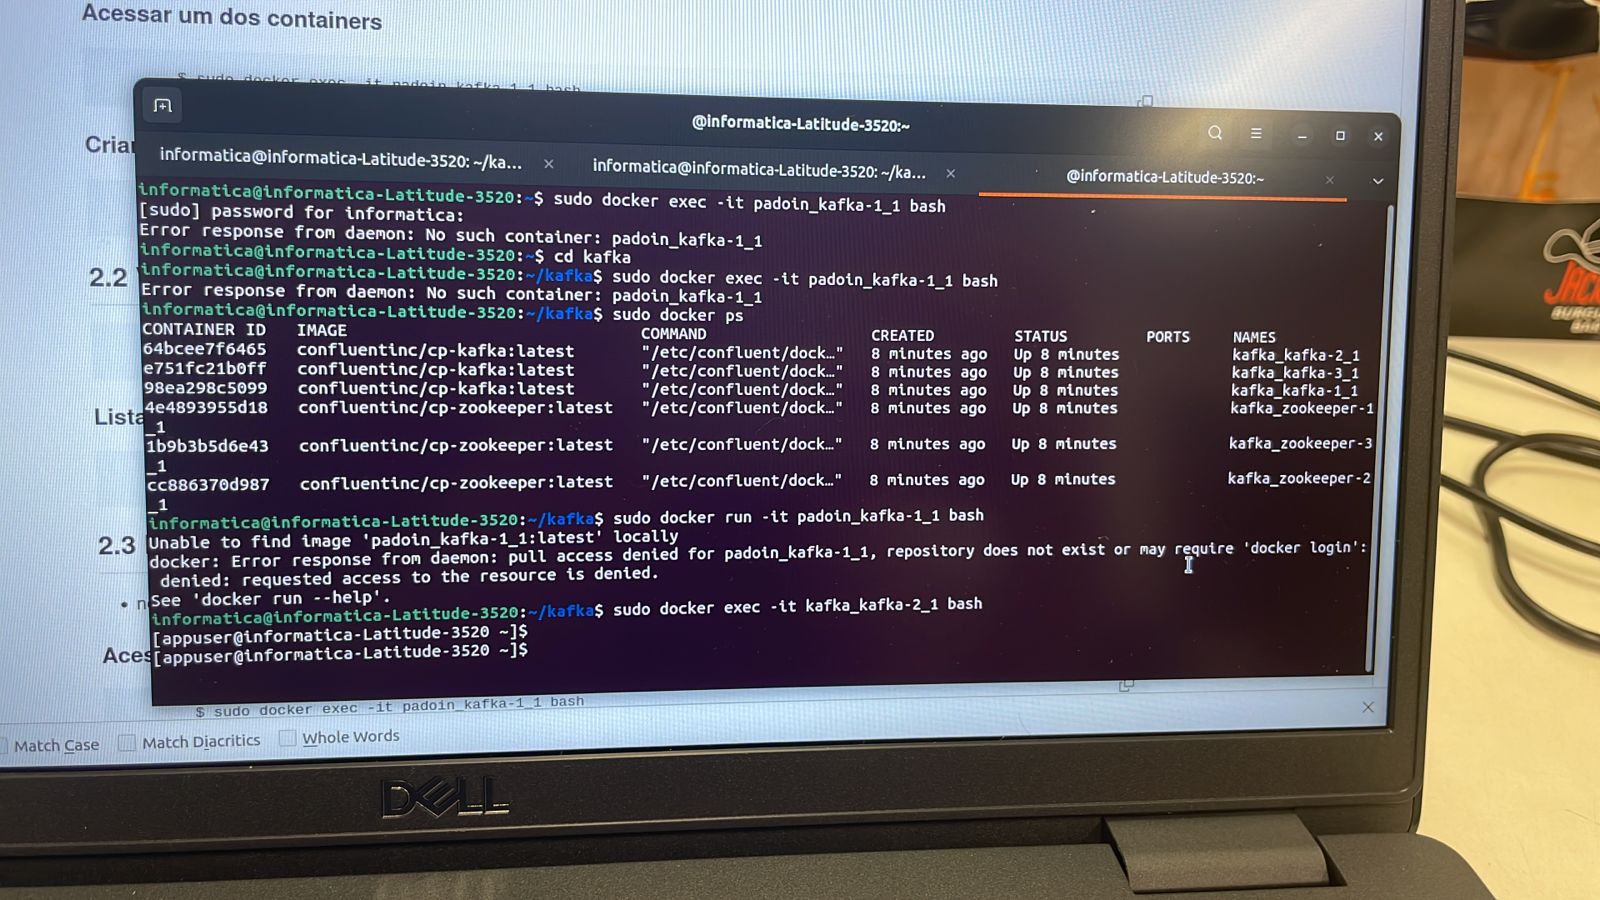 Acessar um dos containers
$ sudo docker exec -it padoin_kafka-1_1 bash
@informatica-Latitude-3520:~
informatica@informatica-Latitude-3520: ~/ka...
informatica@informatica-Latitude-3520: ~/ka...
@informatica-Latitude-3520:~
Criar
informatica@informatica-Latitude-3520:~$ sudo docker exec -it padoin_kafka-1_1 bash
[sudo] password for informatica:
Error response from daemon: No such container: padoin_kafka-1_1
informatica@informatica-Latitude-3520:~$ cd kafka
2.2
informatica@informatica-Latitude-3520:~/kafka$ sudo docker exec -it padoin_kafka-1_1 bash
Error response from daemon: No such container: padoin_kafka-1_1
informatica@informatica-Latitude-3520:~/kafka$ sudo docker ps
CONTAINER ID IMAGE COMMAND CREATED STATUS PORTS NAMES
64bcee7f6465 confluentinc/cp-kafka:latest "/etc/confluent/dock…" 8 minutes ago Up 8 minutes kafka_kafka-2_1
e751fc21b0ff confluentinc/cp-kafka:latest "/etc/confluent/dock…" 8 minutes ago Up 8 minutes kafka_kafka-3_1
98ea298c5099 confluentinc/cp-kafka:latest "/etc/confluent/dock…" 8 minutes ago Up 8 minutes kafka_kafka-1_1
4e4893955d18 confluentinc/cp-zookeeper:latest "/etc/confluent/dock…" 8 minutes ago Up 8 minutes kafka_zookeeper-1
_1
Lista
1b9b3b5d6e43 confluentinc/cp-zookeeper:latest "/etc/confluent/dock…" 8 minutes ago Up 8 minutes kafka_zookeeper-3
_1
cc886370d987 confluentinc/cp-zookeeper:latest "/etc/confluent/dock…" 8 minutes ago Up 8 minutes kafka_zookeeper-2
_1
informatica@informatica-Latitude-3520:~/kafka$ sudo docker run -it padoin_kafka-1_1 bash
2.3
Unable to find image 'padoin_kafka-1_1:latest' locally
docker: Error response from daemon: pull access denied for padoin_kafka-1_1, repository does not exist or may require 'docker login':
denied: requested access to the resource is denied.
See 'docker run --help'.
informatica@informatica-Latitude-3520:~/kafka$ sudo docker exec -it kafka_kafka-2_1 bash
[appuser@informatica-Latitude-3520 ~]$
[appuser@informatica-Latitude-3520 ~]$
Aces
$ sudo docker exec -it padoin_kafka-1_1 bash
Match Case
Match Diacritics
Whole Words
DELL